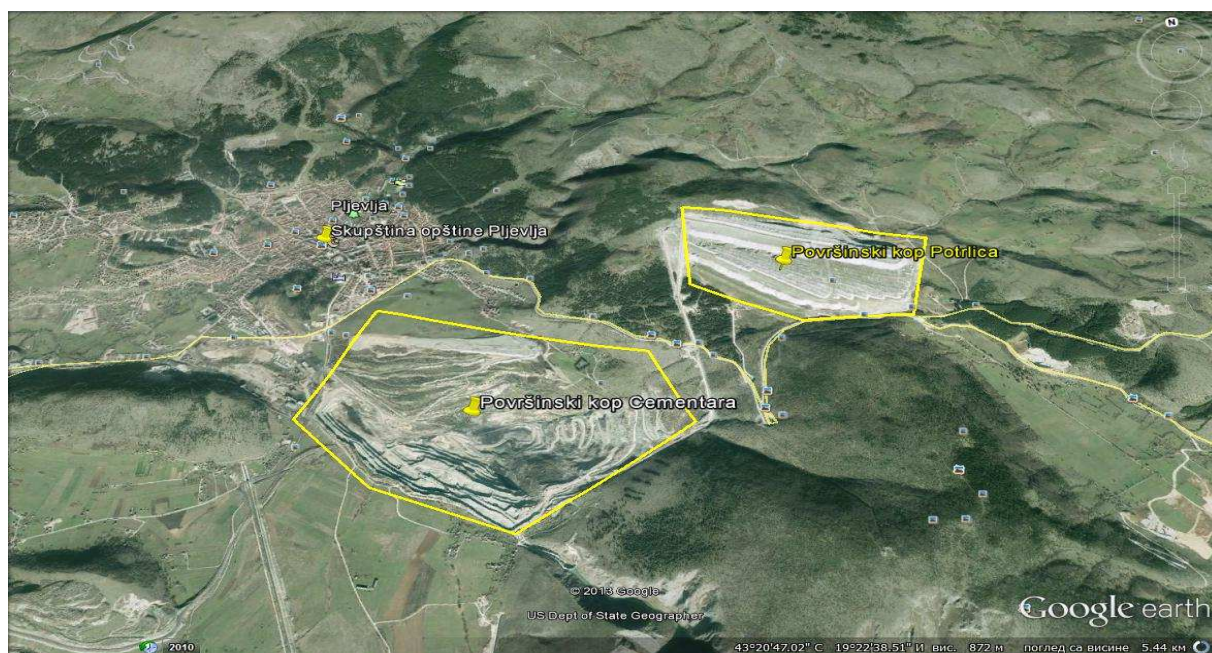 N
Pljevlja
Skupština opštine Pljevlja
Površinski kop Potrlica
Površinski kop Cementara
© 2013 Google
US Dept of State Geographer
Google earth
2010
43°20'47.02" С 19°22'38.51" И вис. 872 м поглед са висине 5.44 км